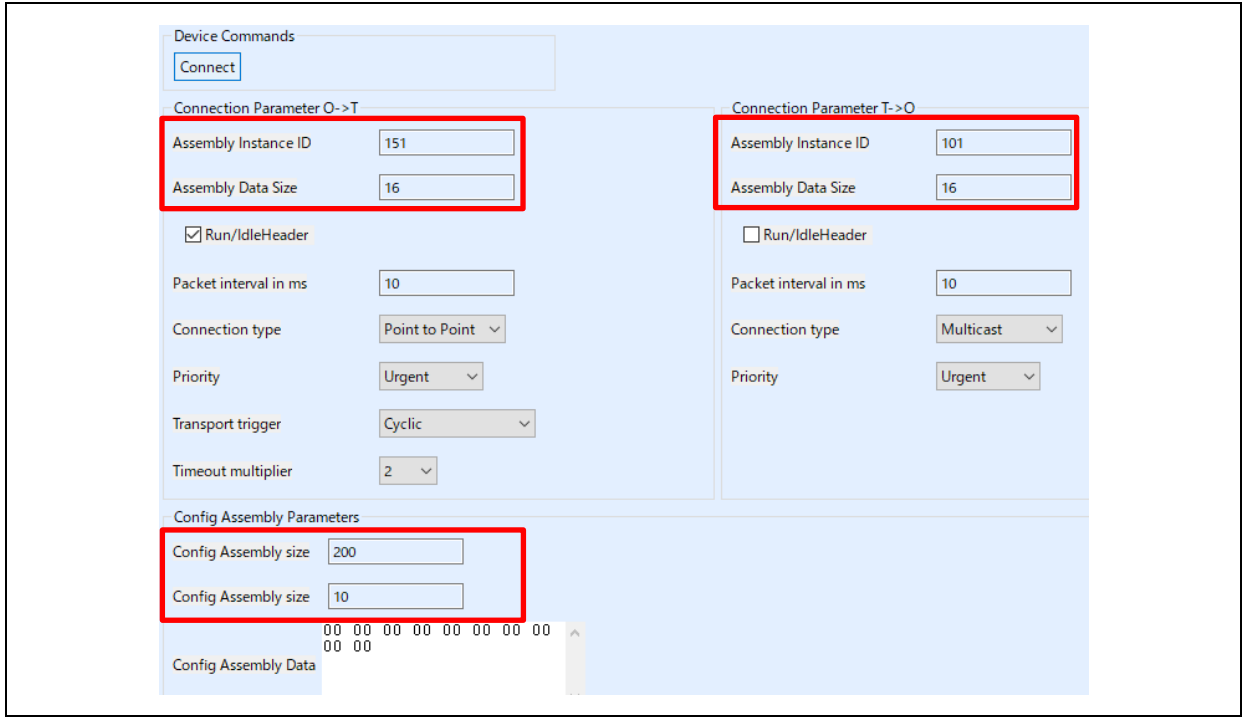 Device Commands
Connect
Connection Parameter O->T
Assembly Instance ID 151
Assembly Data Size 16
Run/IdleHeader
Packet interval in ms 10
Connection type Point to Point
Priority Urgent
Transport trigger Cyclic
Timeout multiplier 2
Connection Parameter T->O
Assembly Instance ID 101
Assembly Data Size 16
Run/IdleHeader
Packet interval in ms 10
Connection type Multicast
Priority Urgent
Config Assembly Parameters
Config Assembly size 200
Config Assembly size 10
Config Assembly Data
00 00 00 00 00 00 00 00
00 00